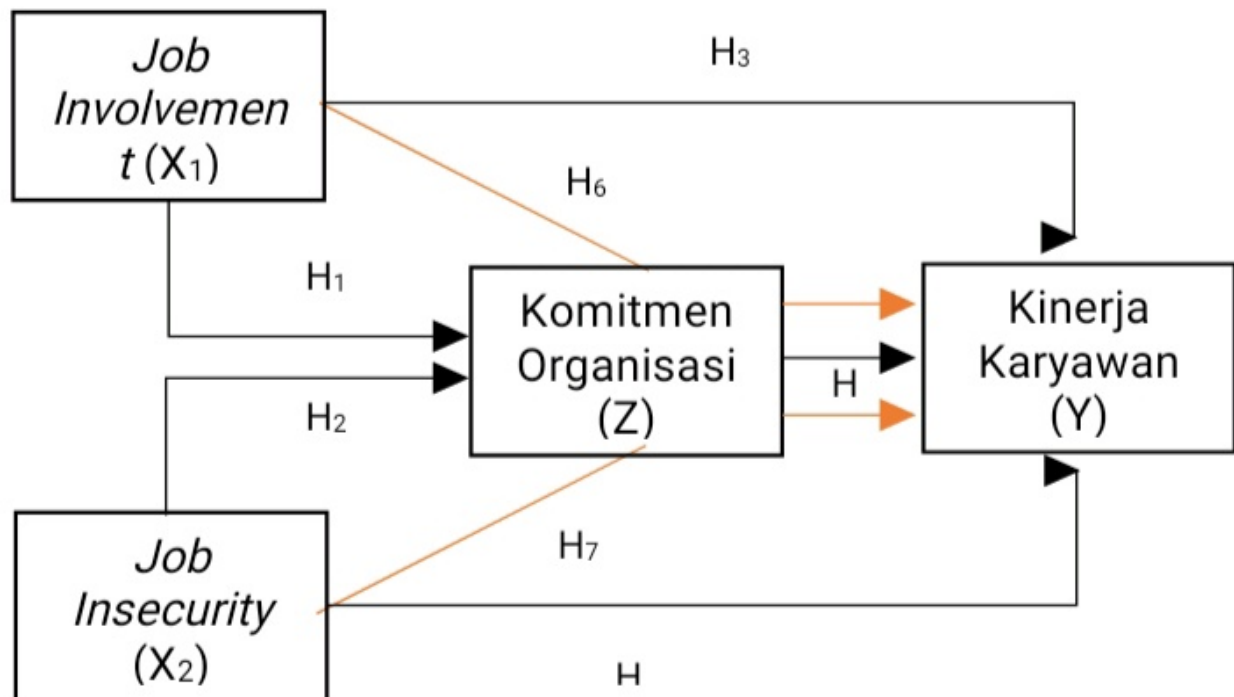 Job
Involvemen
t (X₁)
H₃
H₆
H₁
Komitmen
Organisasi
(Z)
Kinerja
Karyawan
(Y)
H
H₂
H₇
Job
Insecurity
(X₂)
H